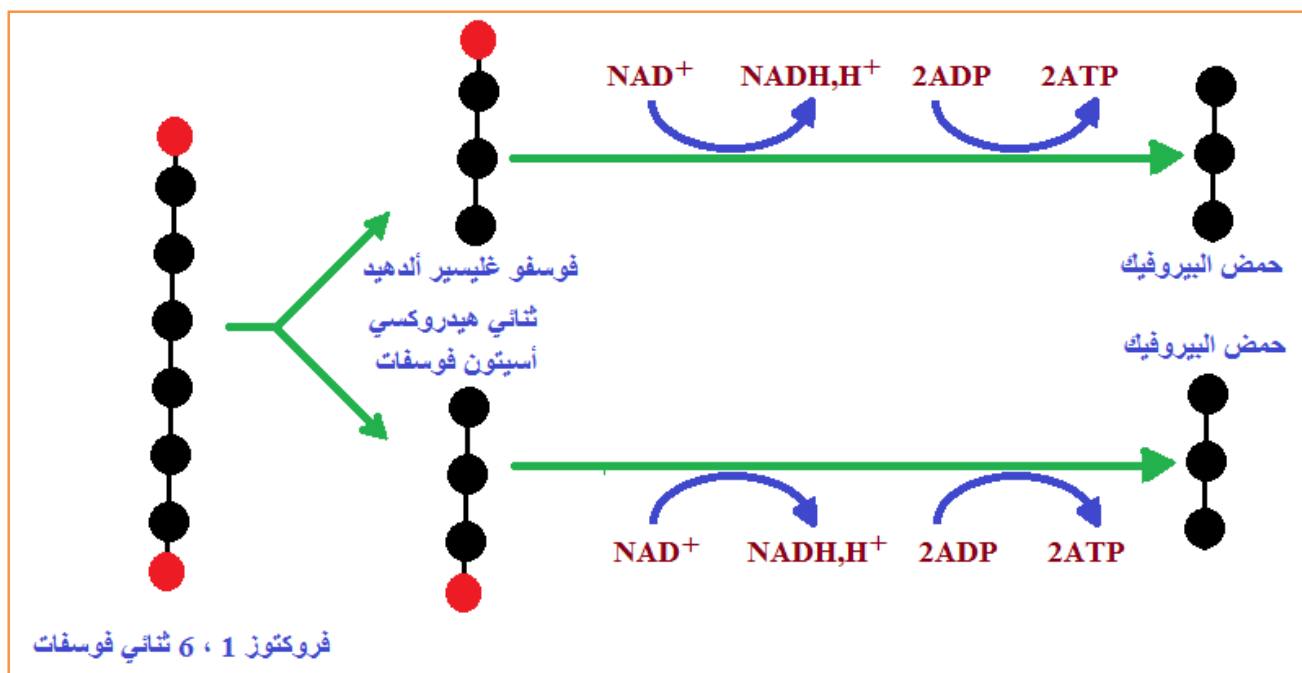 NAD⁺ NADH,H⁺ 2ADP 2ATP
فوسفو غليسير ألدهيد
حمض البيروفيك
ثنائي هيدروكسي
أسيتون فوسفات
حمض البيروفيك
NAD⁺ NADH,H⁺ 2ADP 2ATP
فروكتوز 1 ، 6 ثنائي فوسفات